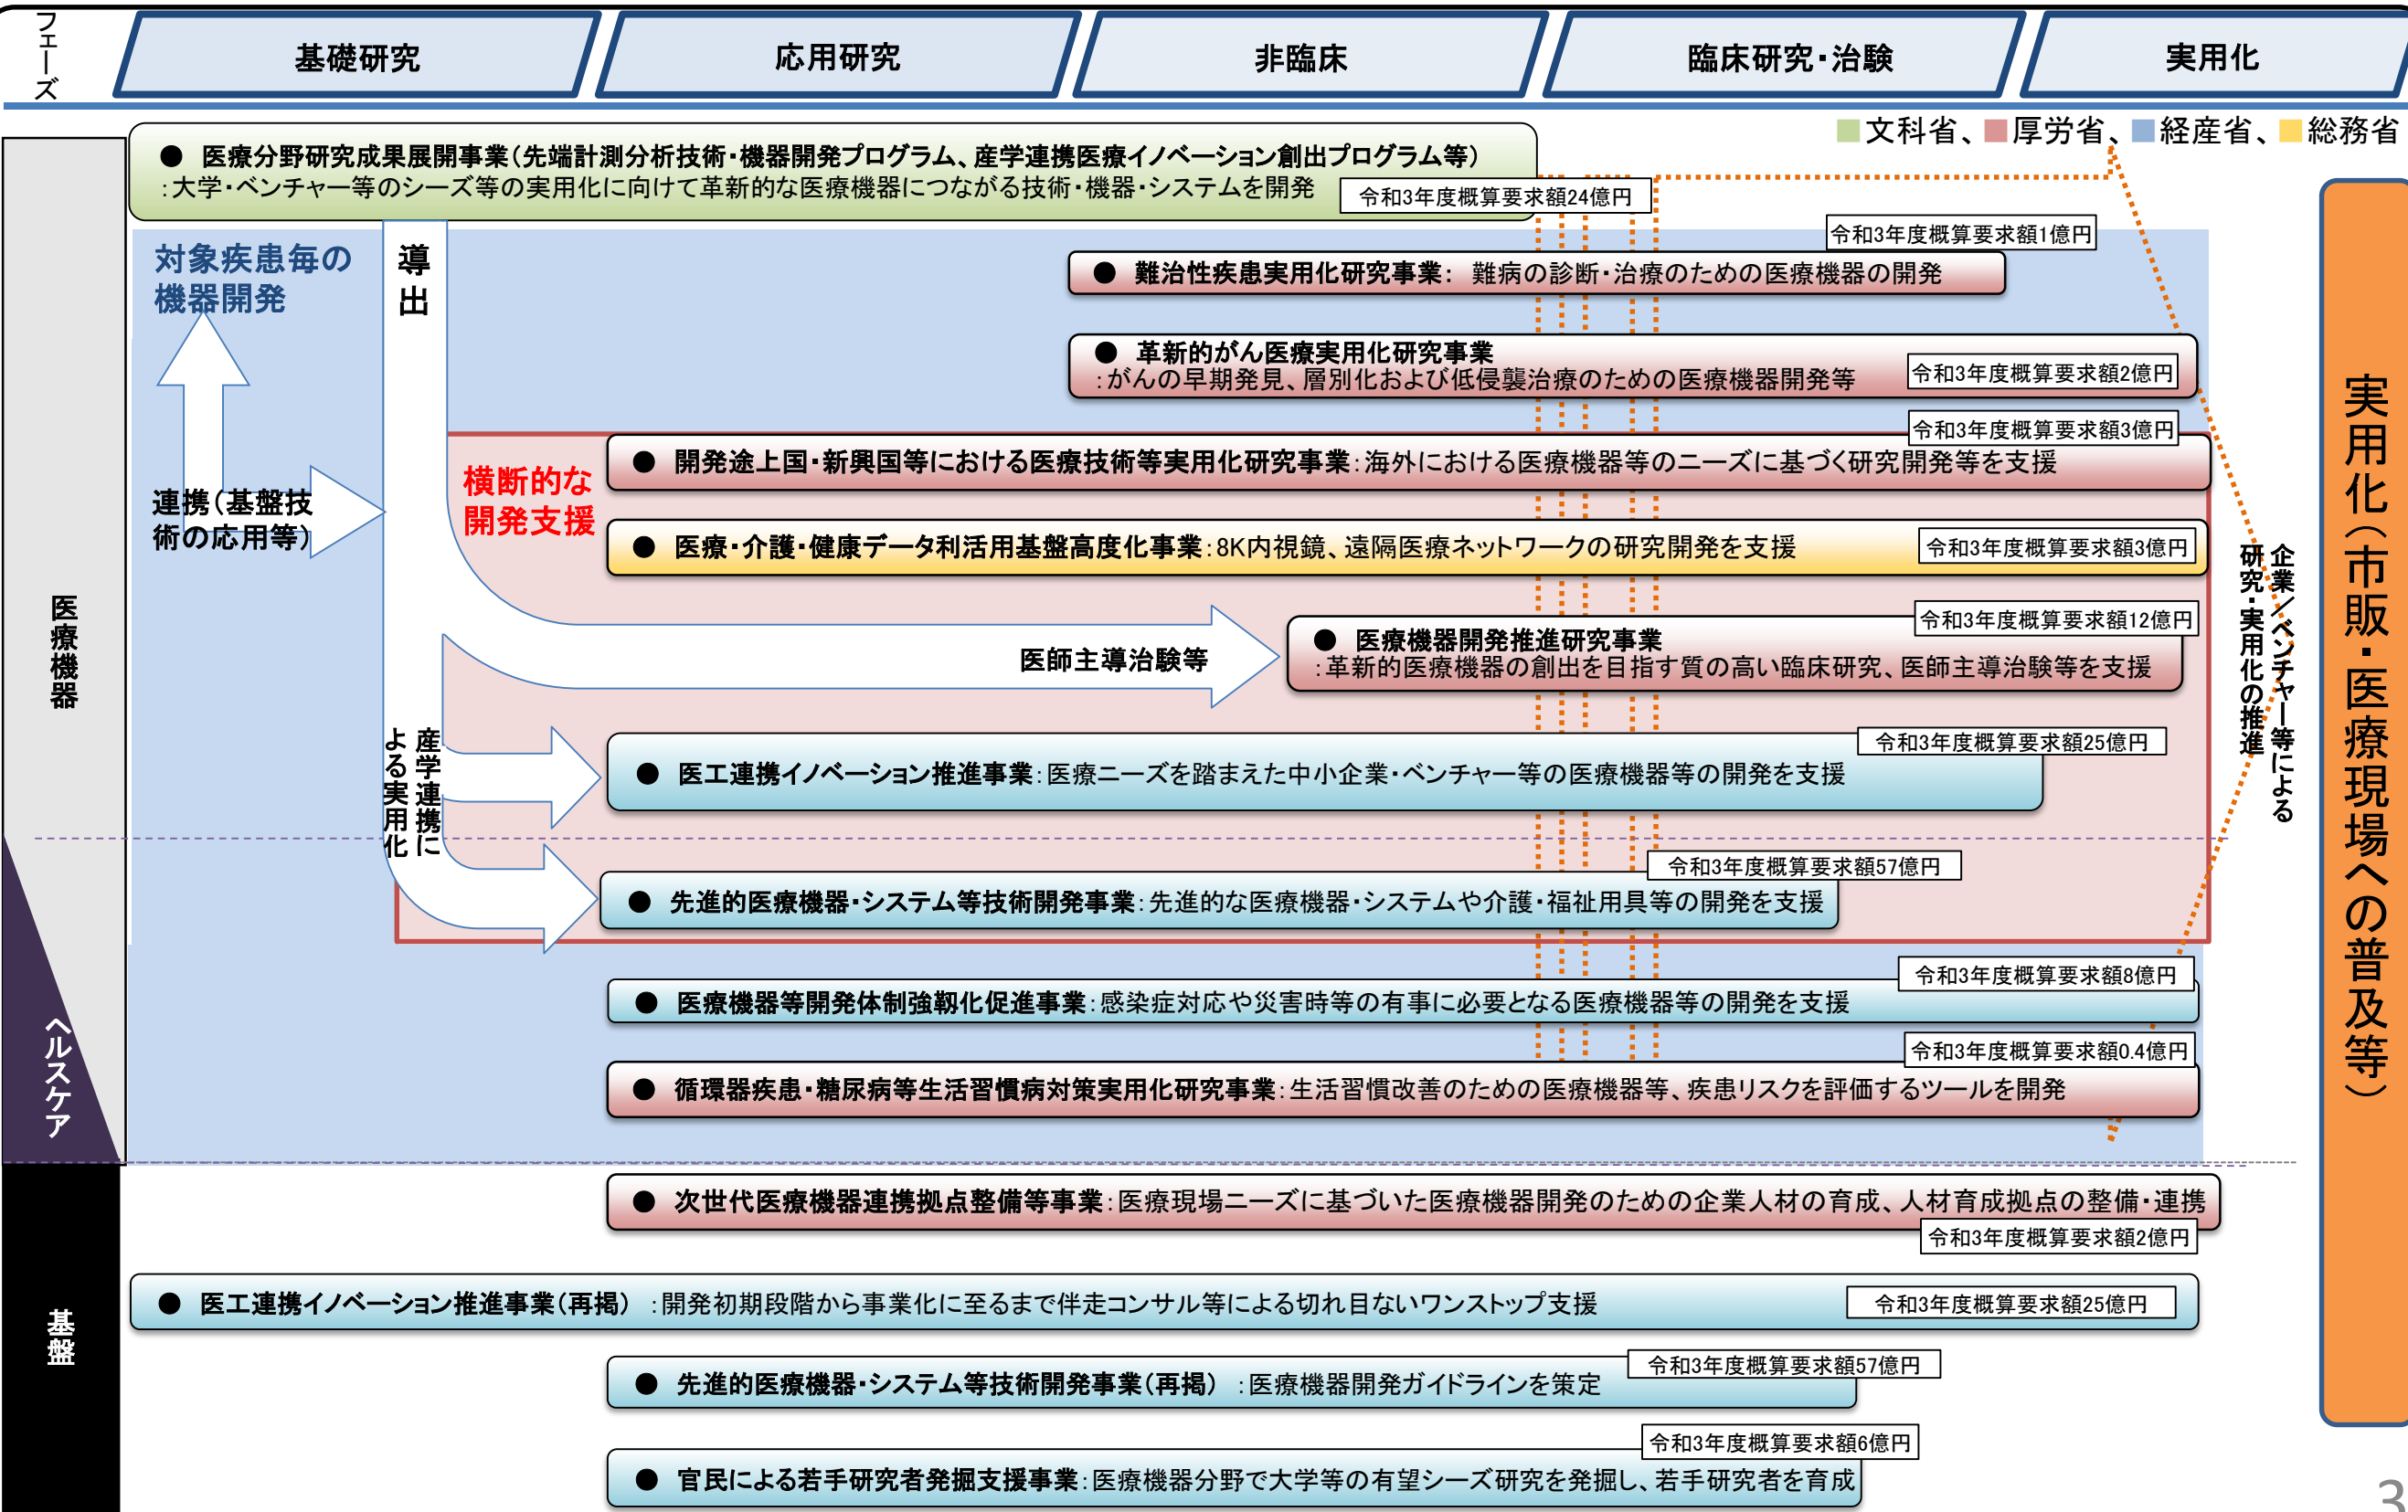 フェーズ
基礎研究
応用研究
非臨床
臨床研究・治験
実用化
文科省、厚労省、経産省、総務省
● 医療分野研究成果展開事業（先端計測分析技術・機器開発プログラム、産学連携医療イノベーション創出プログラム等）
：大学・ベンチャー等のシーズ等の実用化に向けて革新的な医療機器につながる技術・機器・システムを開発
令和3年度概算要求額24億円
医療機器
対象疾患毎の
機器開発
導出
令和3年度概算要求額1億円
● 難治性疾患実用化研究事業： 難病の診断・治療のための医療機器の開発
● 革新的がん医療実用化研究事業
：がんの早期発見、層別化および低侵襲治療のための医療機器開発等
令和3年度概算要求額2億円
令和3年度概算要求額3億円
横断的な
開発支援
● 開発途上国・新興国等における医療技術等実用化研究事業：海外における医療機器等のニーズに基づく研究開発等を支援
連携（基盤技
術の応用等）
● 医療・介護・健康データ利活用基盤高度化事業：8K内視鏡、遠隔医療ネットワークの研究開発を支援
令和3年度概算要求額3億円
令和3年度概算要求額12億円
医師主導治験等
● 医療機器開発推進研究事業
：革新的医療機器の創出を目指す質の高い臨床研究、医師主導治験等を支援
産学連携に
よる実用化
令和3年度概算要求額25億円
● 医工連携イノベーション推進事業：医療ニーズを踏まえた中小企業・ベンチャー等の医療機器等の開発を支援
令和3年度概算要求額57億円
● 先進的医療機器・システム等技術開発事業：先進的な医療機器・システムや介護・福祉用具等の開発を支援
企業／ベンチャー等による
研究・実用化の推進
実用化（市販・医療現場への普及等）
ヘルスケア
令和3年度概算要求額8億円
● 医療機器等開発体制強靱化促進事業：感染症対応や災害時等の有事に必要となる医療機器等の開発を支援
令和3年度概算要求額0.4億円
● 循環器疾患・糖尿病等生活習慣病対策実用化研究事業：生活習慣改善のための医療機器等、疾患リスクを評価するツールを開発
基盤
● 次世代医療機器連携拠点整備等事業：医療現場ニーズに基づいた医療機器開発のための企業人材の育成、人材育成拠点の整備・連携
令和3年度概算要求額2億円
● 医工連携イノベーション推進事業（再掲） ：開発初期段階から事業化に至るまで伴走コンサル等による切れ目ないワンストップ支援
令和3年度概算要求額25億円
令和3年度概算要求額57億円
● 先進的医療機器・システム等技術開発事業（再掲） ：医療機器開発ガイドラインを策定
令和3年度概算要求額6億円
● 官民による若手研究者発掘支援事業：医療機器分野で大学等の有望シーズ研究を発掘し、若手研究者を育成
3